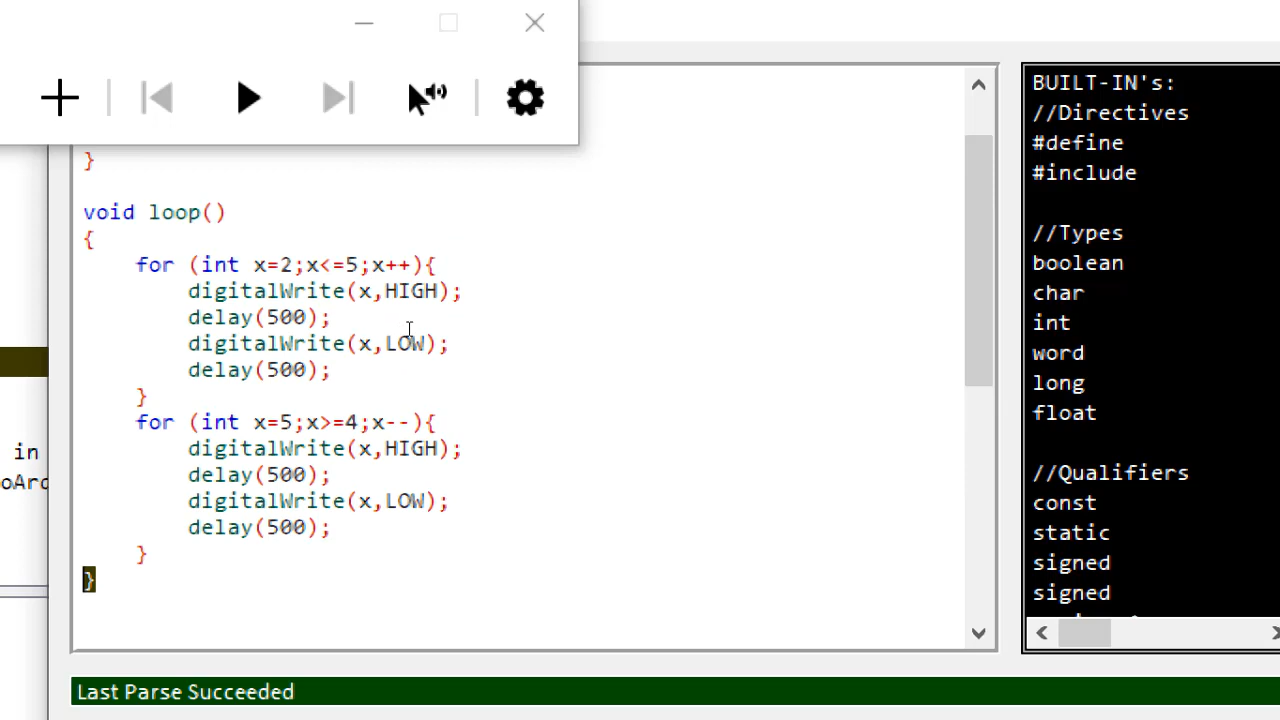 }
void loop()
{
for (int x=2;x<=5;x++){
digitalWrite(x,HIGH);
delay(500);
digitalWrite(x,LOW);
delay(500);
}
for (int x=5;x>=4;x--){
digitalWrite(x,HIGH);
delay(500);
digitalWrite(x,LOW);
delay(500);
}
}
in
oArd
Last Parse Succeeded
BUILT-IN's:
//Directives
#define
#include
//Types
boolean
char
int
word
long
float
//Qualifiers
const
static
signed
signed